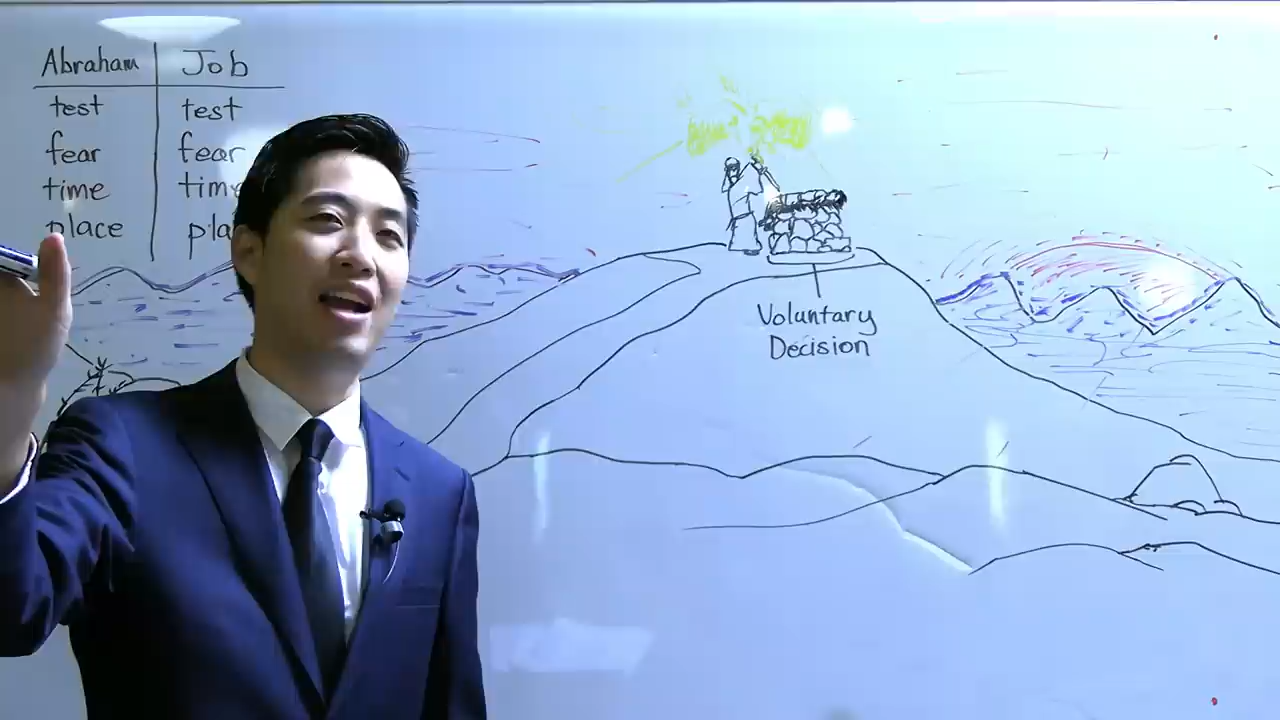 Abraham Job
test test
fear fear
time
place
Voluntary
Decision